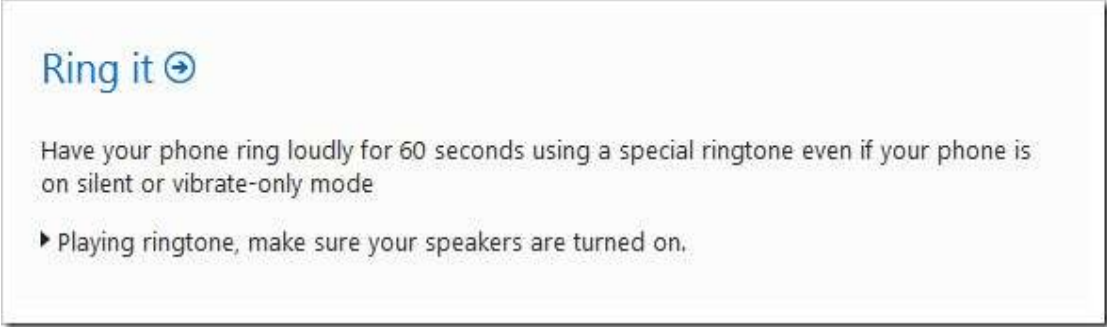 Ring it
Have your phone ring loudly for 60 seconds using a special ringtone even if your phone is
on silent or vibrate-only mode
Playing ringtone, make sure your speakers are turned on.